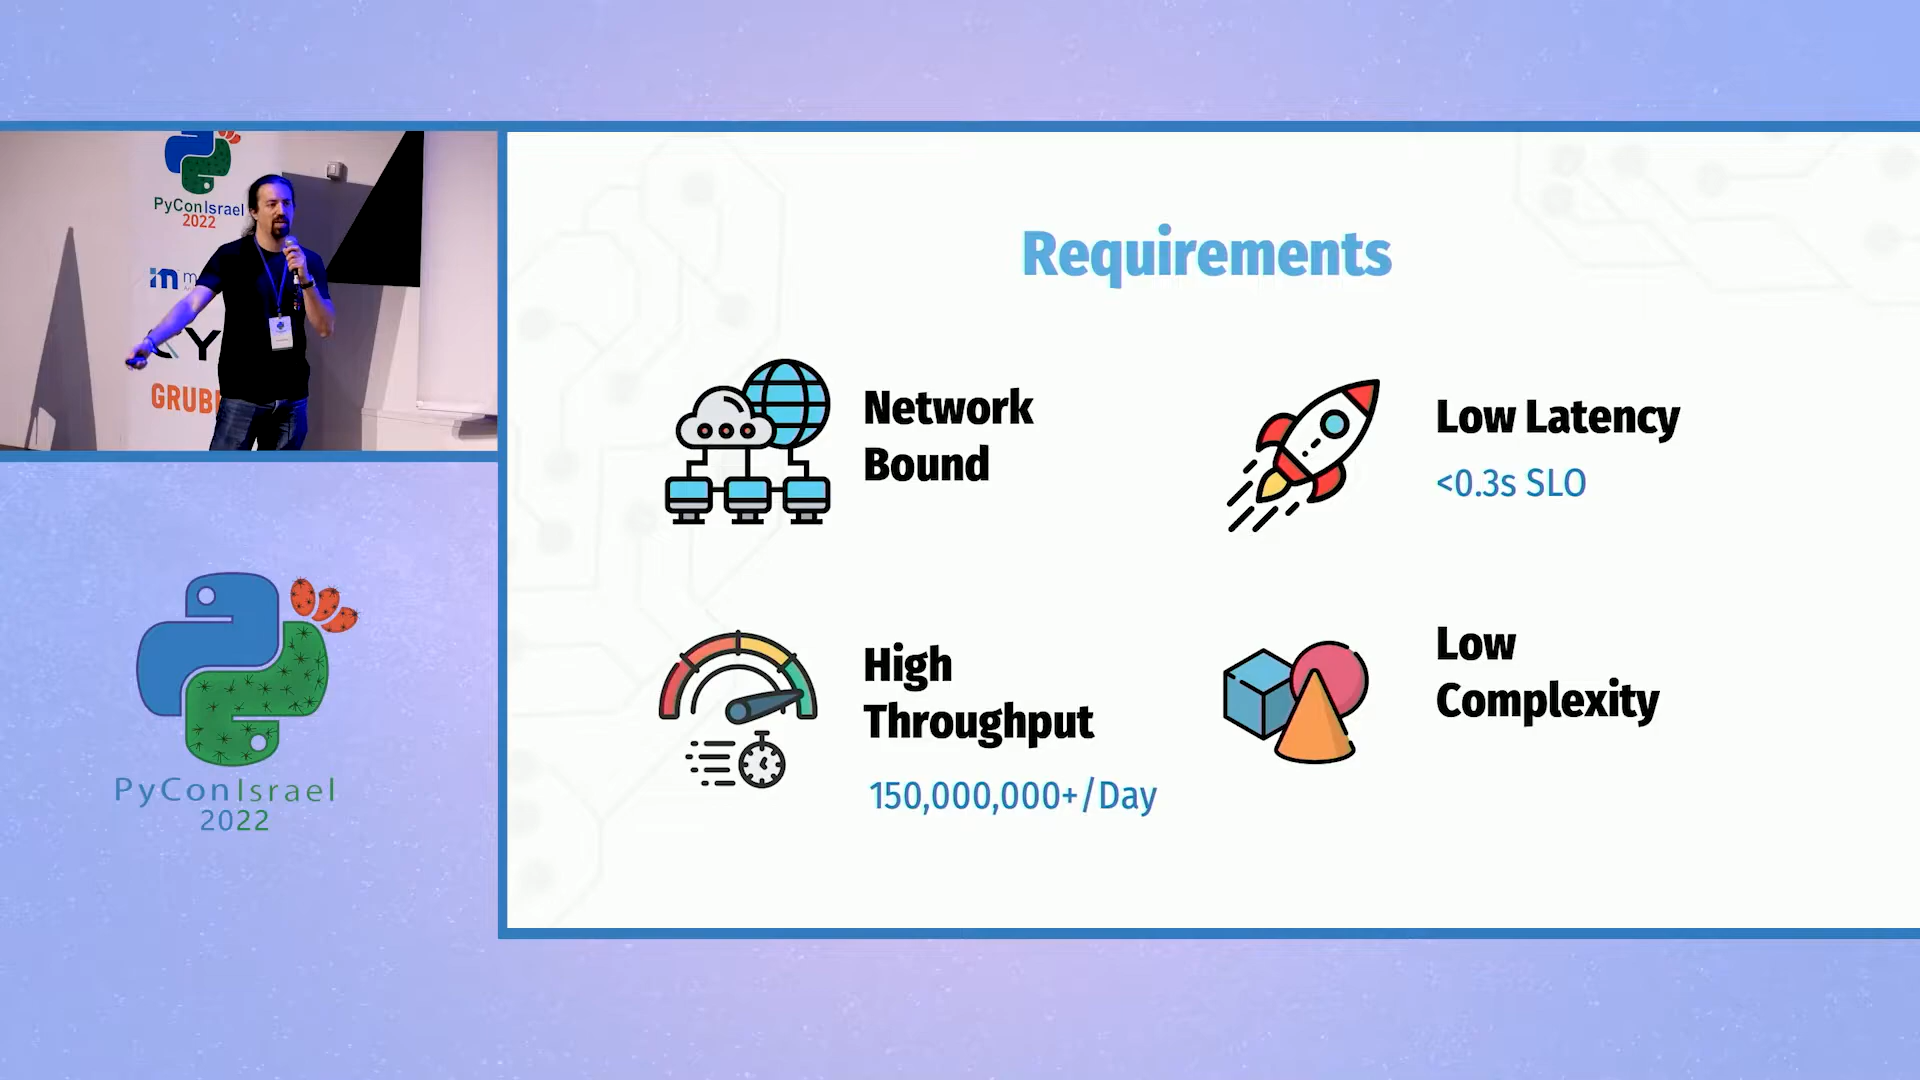 PyConIsrael
2022
m
Y
GRUB
PyConIsrael
2022
Requirements
Network
Bound
Low Latency
<0.3s SLO
High
Throughput
150,000,000+/Day
Low
Complexity